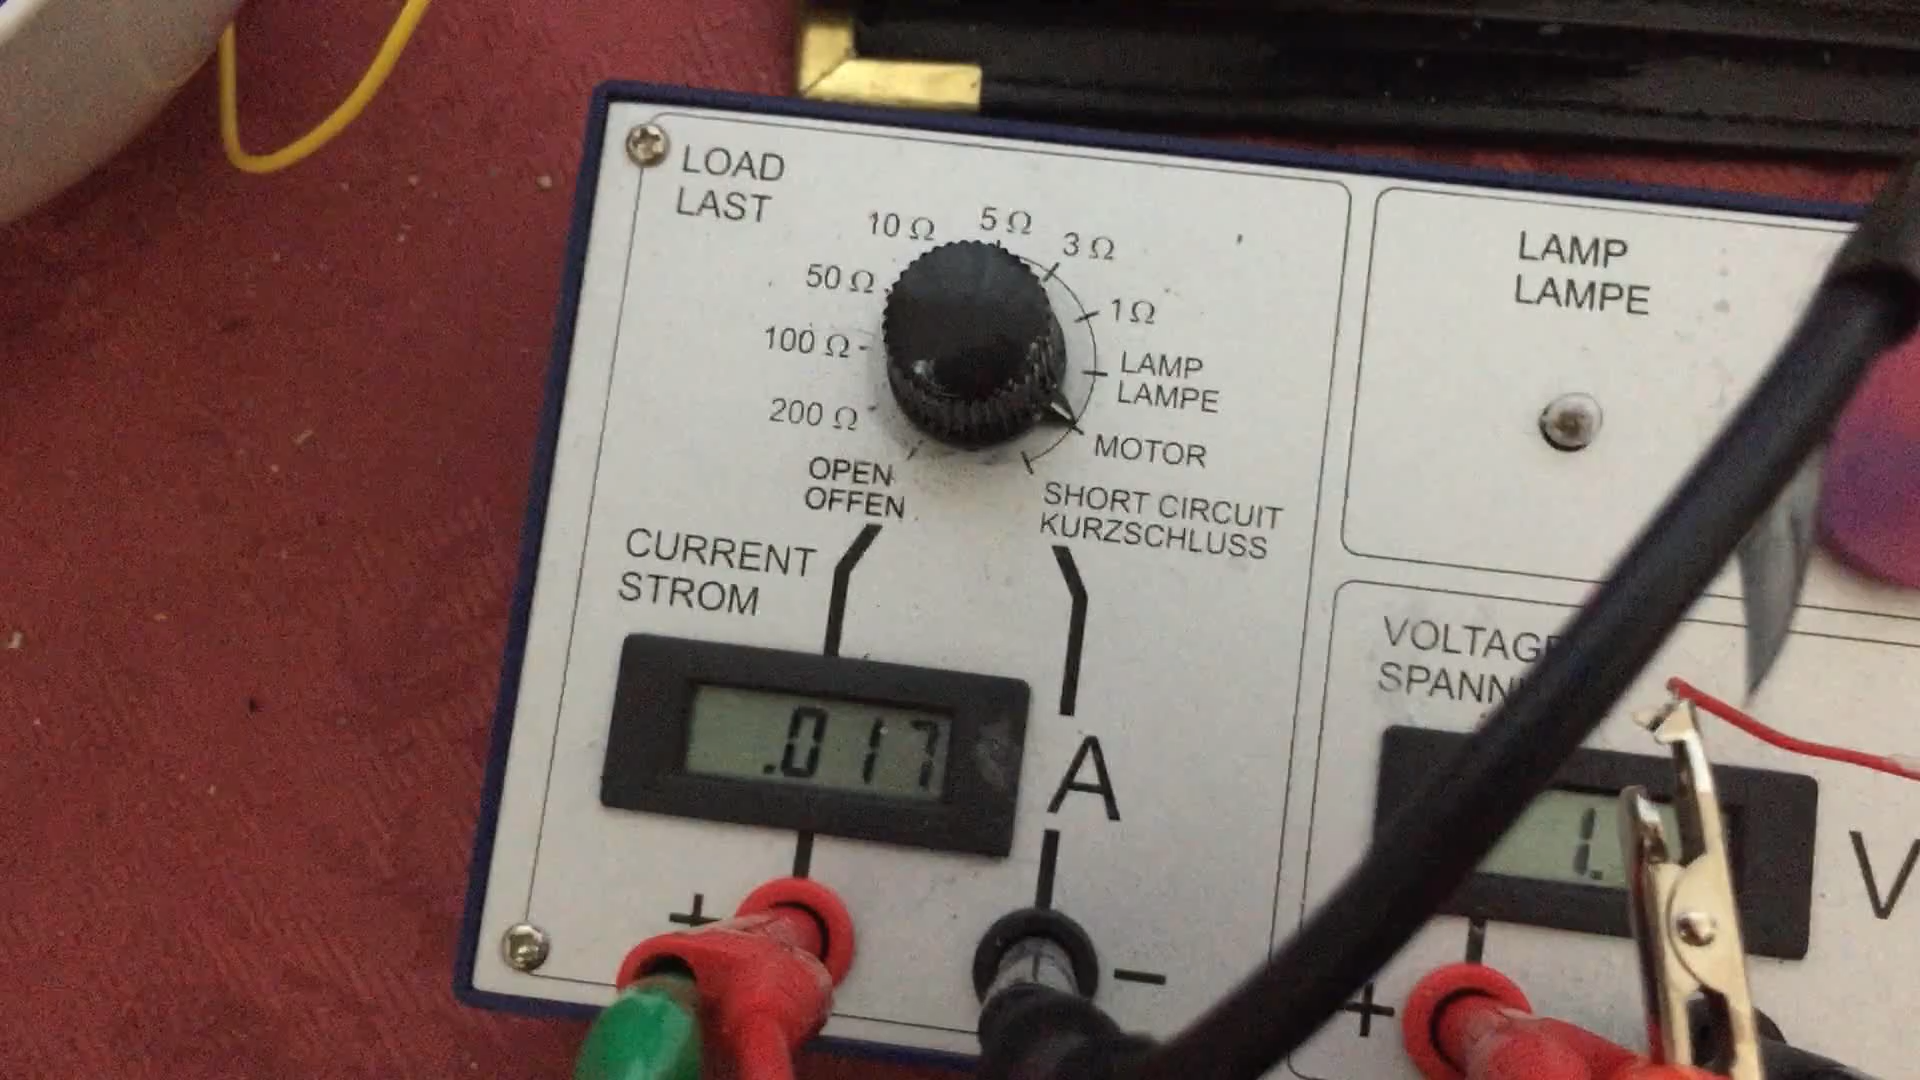 LOAD
LAST
10 Ω
5 Ω
3 Ω
50 Ω
1 Ω
100 Ω
LAMP
LAMPE
200 Ω
MOTOR
OPEN
OFFEN
SHORT CIRCUIT
KURZSCHLUSS
CURRENT
STROM
.017
A
+
-
LAMP
LAMPE
1.
V
+